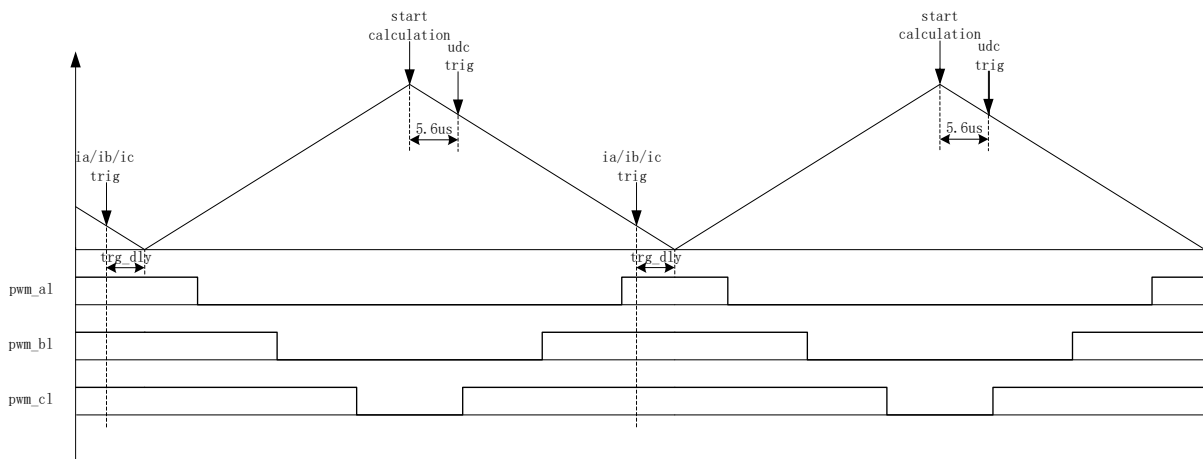 start
calculation
udc
trig
5.6us
ia/ib/ic
trig
trg_dly
start
calculation
udc
trig
5.6us
ia/ib/ic
trig
trg_dly
pwm_al
pwm_bl
pwm_cl